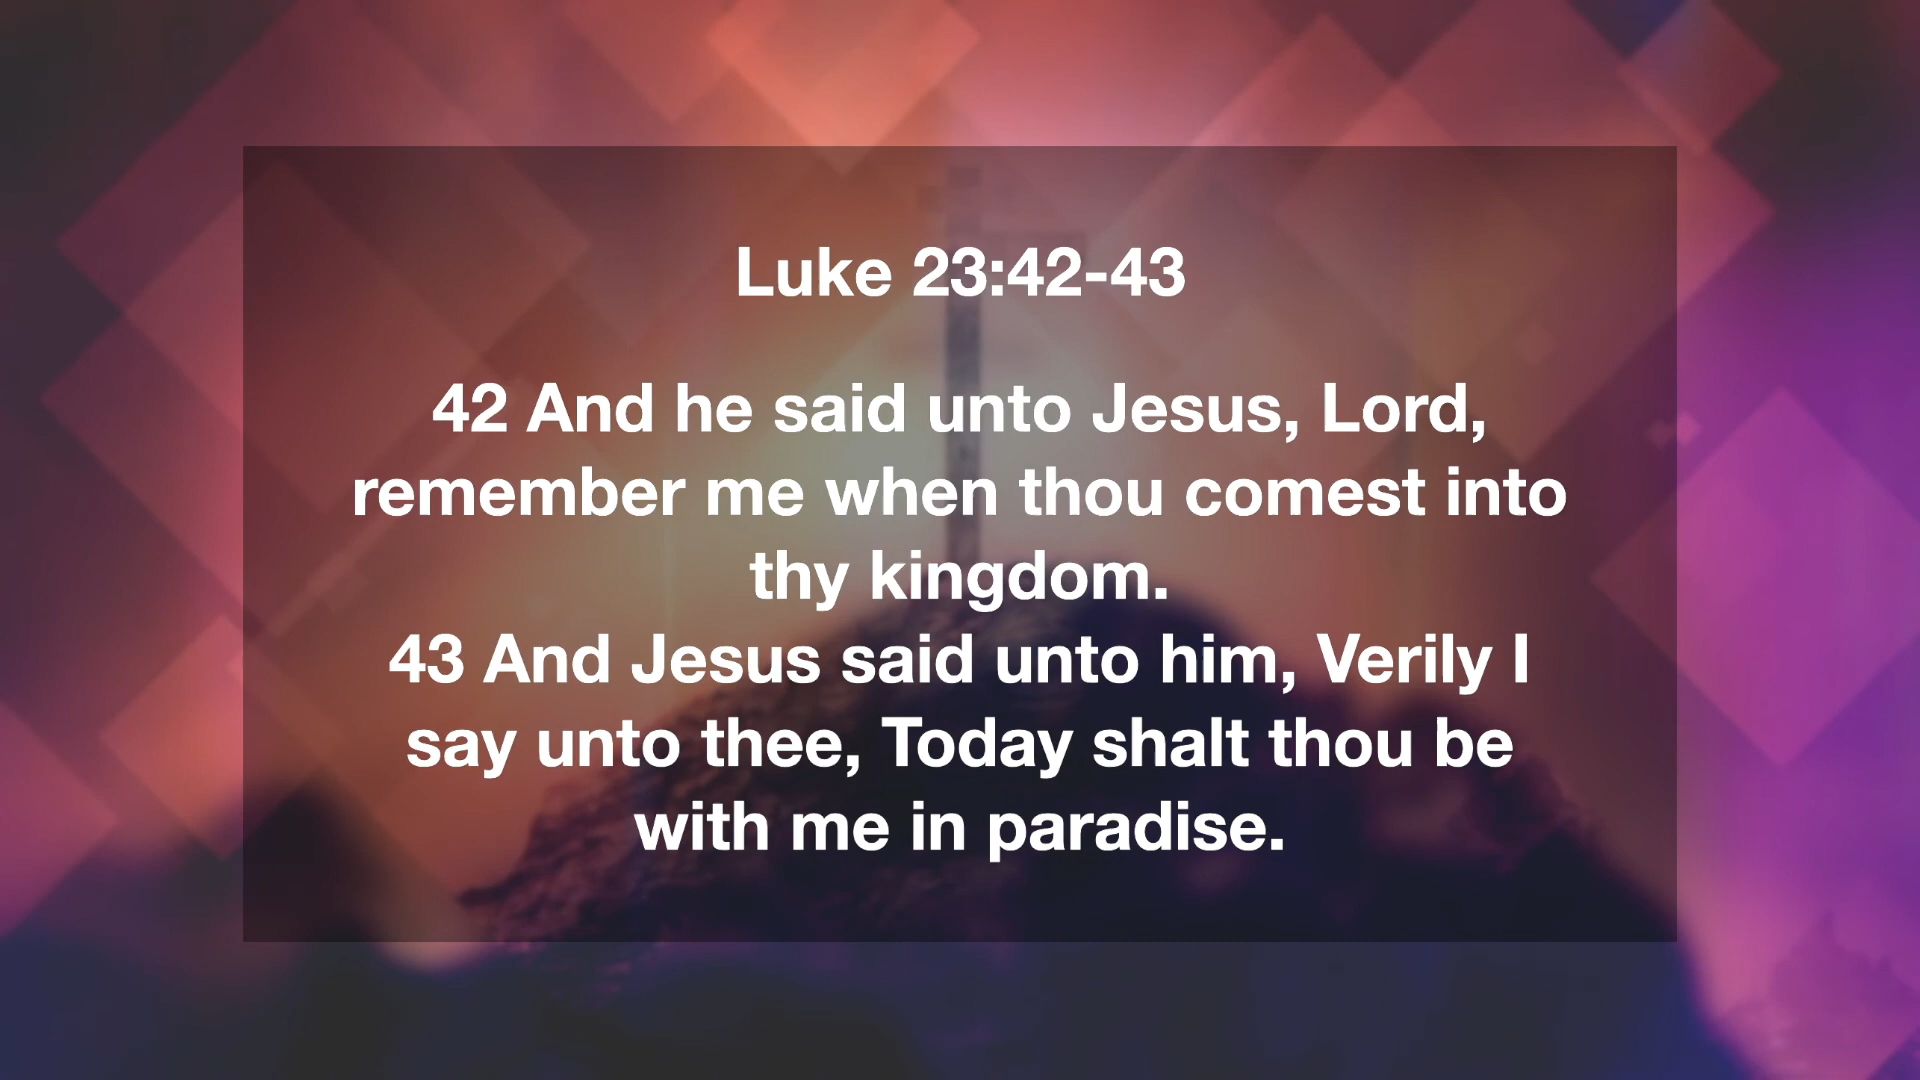 Luke 23:42-43
42 And he said unto Jesus, Lord,
remember me when thou comest into
thy kingdom.
43 And Jesus said unto him, Verily I
say unto thee, Today shalt thou be
with me in paradise.